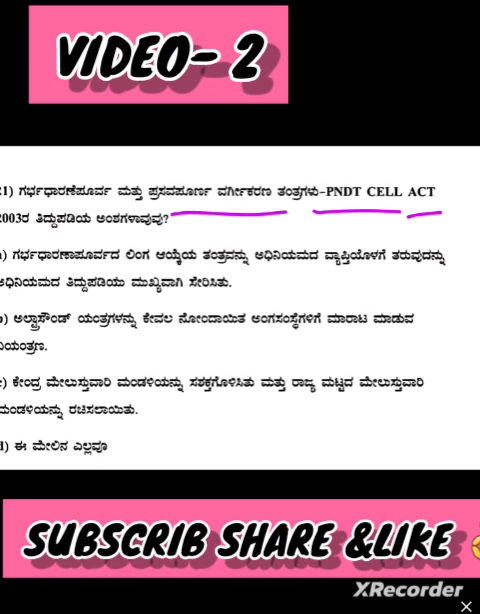 VIDEO- 2
21) ಗರ್ಭಧಾರಣೆಪೂರ್ವ ಮತ್ತು ಪ್ರಸವಪೂರ್ಣ ವರ್ಗೀಕರಣ ತಂತ್ರಗಳು-PNDT CELL ACT
2003ರ ತಿದ್ದುಪಡಿಯ ಅಂಶಗಳಾವುವು?
a) ಗರ್ಭಧಾರಣಾಪೂರ್ವದ ಲಿಂಗ ಆಯ್ಕೆಯ ತಂತ್ರವನ್ನು ಅಧಿನಿಯಮದ ವ್ಯಾಪ್ತಿಯೊಳಗೆ ತರುವುದನ್ನು
ಅಧಿನಿಯಮದ ತಿದ್ದುಪಡಿಯು ಮುಖ್ಯವಾಗಿ ಸೇರಿಸಿತು.
b) ಅಲ್ಟ್ರಾಸೌಂಡ್ ಯಂತ್ರಗಳನ್ನು ಕೇವಲ ನೋಂದಾಯಿತ ಅಂಗಸಂಸ್ಥೆಗಳಿಗೆ ಮಾರಾಟ ಮಾಡುವ
ನಿಯಂತ್ರಣ.
c) ಕೇಂದ್ರ ಮೇಲುಸ್ತುವಾರಿ ಮಂಡಳಿಯನ್ನು ಸಶಕ್ತಗೊಳಿಸಿತು ಮತ್ತು ರಾಜ್ಯ ಮಟ್ಟದ ಮೇಲುಸ್ತುವಾರಿ
ಮಂಡಳಿಯನ್ನು ರಚಿಸಲಾಯಿತು.
d) ಈ ಮೇಲಿನ ಎಲ್ಲವೂ
SUBSCRIB SHARE &LIKE
XRecorder